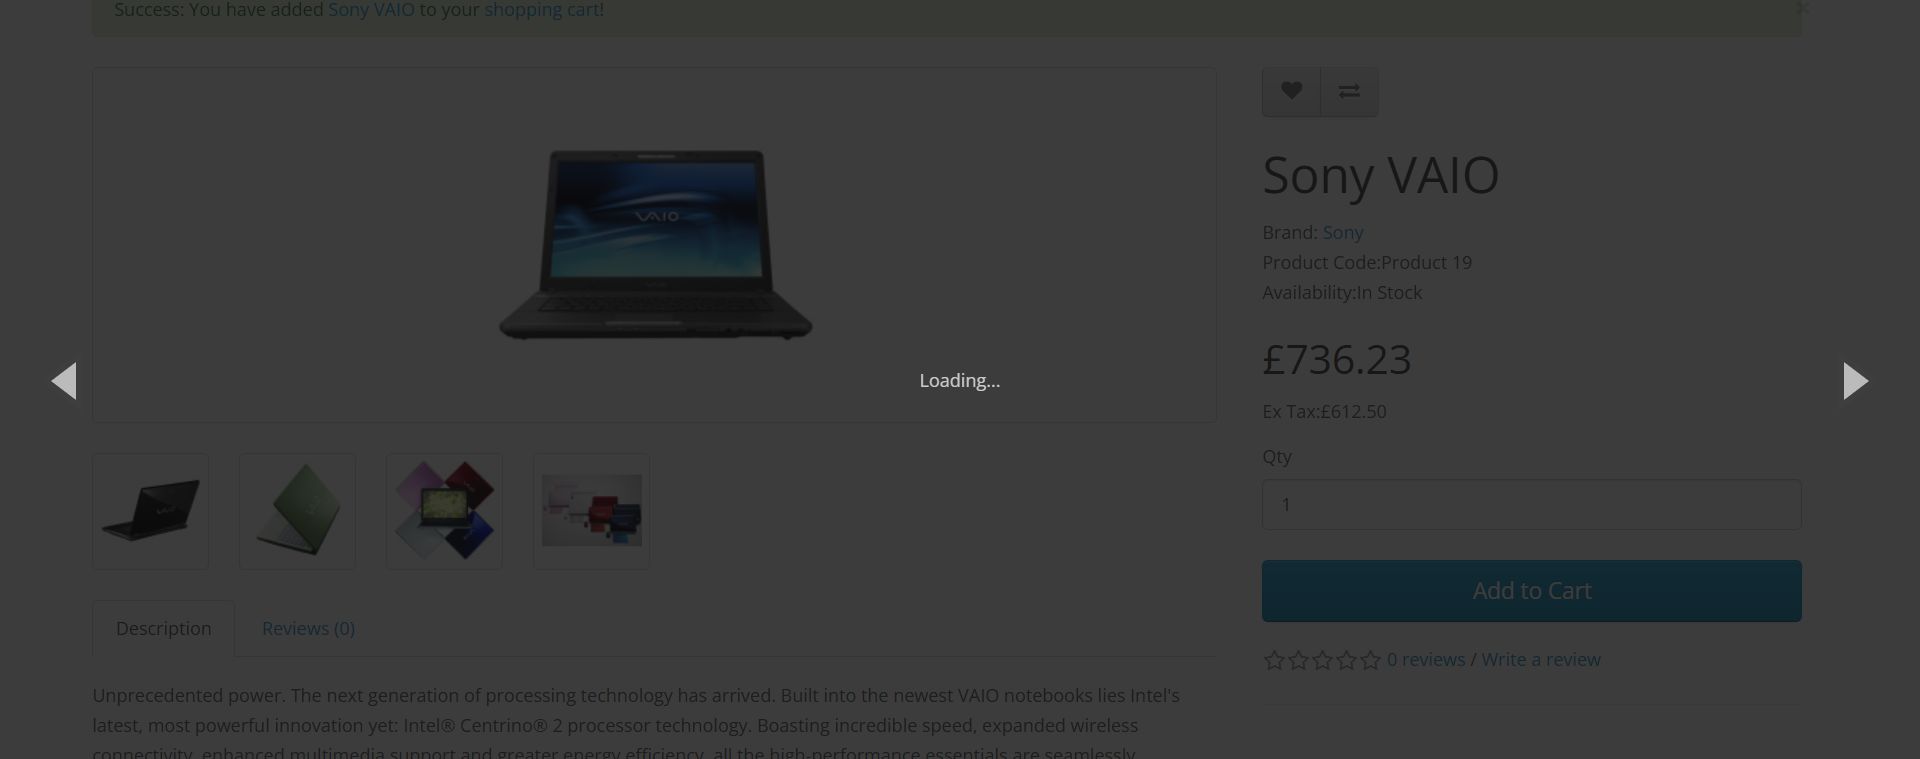 Success: You have added Sony VAIO to your shopping cart!
×
VAIO
Sony VAIO
Brand: Sony
Product Code:Product 19
Availability:In Stock
£736.23
Loading...
Ex Tax:£612.50
Qty
1
Add to Cart
Description
Reviews (0)
0 reviews / Write a review
Unprecedented power. The next generation of processing technology has arrived. Built into the newest VAIO notebooks lies Intel's
latest, most powerful innovation yet: Intel® Centrino® 2 processor technology. Boasting incredible speed, expanded wireless
connectivity, enhanced multimedia support and greater energy efficiency, all the high-performance essentials are seamlessly